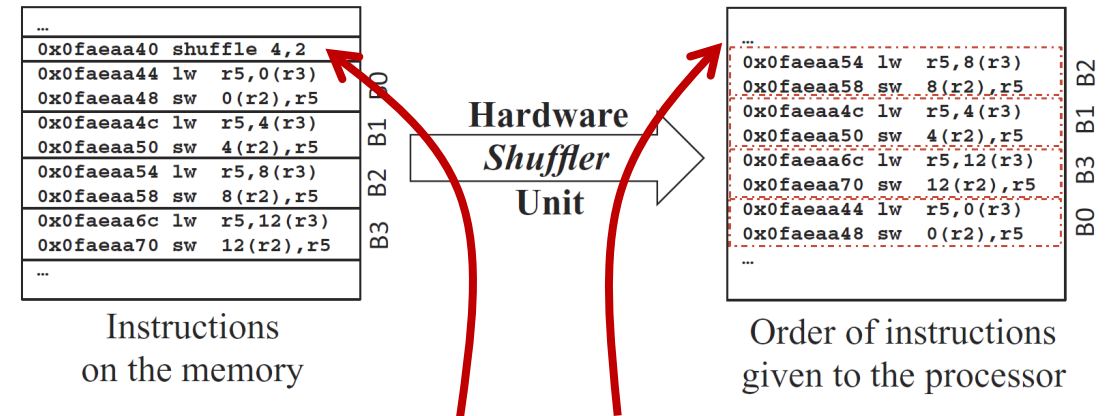 …
0x0faeaa40 shuffle 4,2
0x0faeaa44 lw r5,0(r3)
0x0faeaa48 sw 0(r2),r5
B0
0x0faeaa4c lw r5,4(r3)
0x0faeaa50 sw 4(r2),r5
B1
0x0faeaa54 lw r5,8(r3)
0x0faeaa58 sw 8(r2),r5
B2
0x0faeaa6c lw r5,12(r3)
0x0faeaa70 sw 12(r2),r5
B3
…
Instructions
on the memory
Hardware
Shuffler
Unit
…
0x0faeaa54 lw r5,8(r3)
0x0faeaa58 sw 8(r2),r5
B2
0x0faeaa4c lw r5,4(r3)
0x0faeaa50 sw 4(r2),r5
B1
0x0faeaa6c lw r5,12(r3)
0x0faeaa70 sw 12(r2),r5
B3
0x0faeaa44 lw r5,0(r3)
0x0faeaa48 sw 0(r2),r5
B0
…
Order of instructions
given to the processor